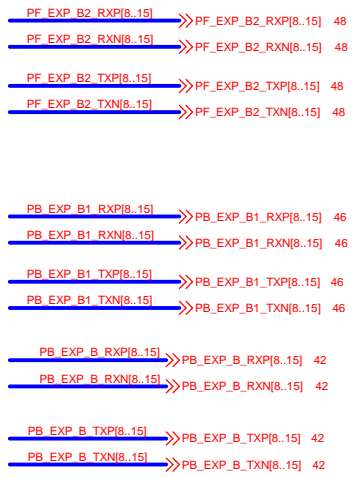 PF_EXP_B2_RXP[8..15] PF_EXP_B2_RXP[8..15] 48
PF_EXP_B2_RXN[8..15] PF_EXP_B2_RXN[8..15] 48
PF_EXP_B2_TXP[8..15] PF_EXP_B2_TXP[8..15] 48
PF_EXP_B2_TXN[8..15] PF_EXP_B2_TXN[8..15] 48
PB_EXP_B1_RXP[8..15] PB_EXP_B1_RXP[8..15] 46
PB_EXP_B1_RXN[8..15] PB_EXP_B1_RXN[8..15] 46
PB_EXP_B1_TXP[8..15] PB_EXP_B1_TXP[8..15] 46
PB_EXP_B1_TXN[8..15] PB_EXP_B1_TXN[8..15] 46
PB_EXP_B_RXP[8..15] PB_EXP_B_RXP[8..15] 42
PB_EXP_B_RXN[8..15] PB_EXP_B_RXN[8..15] 42
PB_EXP_B_TXP[8..15] PB_EXP_B_TXP[8..15] 42
PB_EXP_B_TXN[8..15] PB_EXP_B_TXN[8..15] 42